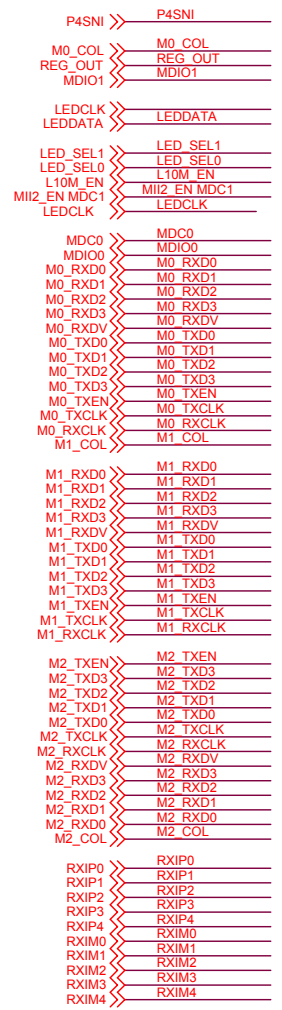 P4SNI P4SNI
M0_COL M0_COL
REG_OUT REG_OUT
MDIO1 MDIO1
LEDCLK
LEDDATA LEDDATA
LED_SEL1 LED_SEL1
LED_SEL0 LED_SEL0
L10M_EN L10M_EN
MII2_EN MDC1 MII2_EN MDC1
LEDCLK LEDCLK
MDC0 MDC0
MDIO0 MDIO0
M0_RXD0 M0_RXD0
M0_RXD1 M0_RXD1
M0_RXD2 M0_RXD2
M0_RXD3 M0_RXD3
M0_RXDV M0_RXDV
M0_TXD0 M0_TXD0
M0_TXD1 M0_TXD1
M0_TXD2 M0_TXD2
M0_TXD3 M0_TXD3
M0_TXEN M0_TXEN
M0_TXCLK M0_TXCLK
M0_RXCLK M0_RXCLK
M1_COL M1_COL
M1_RXD0 M1_RXD0
M1_RXD1 M1_RXD1
M1_RXD2 M1_RXD2
M1_RXD3 M1_RXD3
M1_RXDV M1_RXDV
M1_TXD0 M1_TXD0
M1_TXD1 M1_TXD1
M1_TXD2 M1_TXD2
M1_TXD3 M1_TXD3
M1_TXEN M1_TXEN
M1_TXCLK M1_TXCLK
M1_RXCLK M1_RXCLK
M2_TXEN M2_TXEN
M2_TXD3 M2_TXD3
M2_TXD2 M2_TXD2
M2_TXD1 M2_TXD1
M2_TXD0 M2_TXD0
M2_TXCLK M2_TXCLK
M2_RXCLK M2_RXCLK
M2_RXDV M2_RXDV
M2_RXD3 M2_RXD3
M2_RXD2 M2_RXD2
M2_RXD1 M2_RXD1
M2_RXD0 M2_RXD0
M2_COL M2_COL
RXIP0 RXIP0
RXIP1 RXIP1
RXIP2 RXIP2
RXIP3 RXIP3
RXIP4 RXIP4
RXIM0 RXIM0
RXIM1 RXIM1
RXIM2 RXIM2
RXIM3 RXIM3
RXIM4 RXIM4